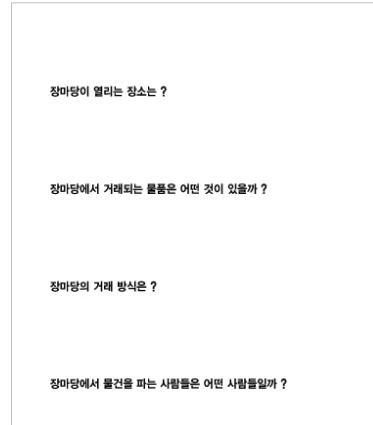 장마당이 열리는 장소는 ?
장마당에서 거래되는 물품은 어떤 것이 있을까 ?
장마당의 거래 방식은 ?
장마당에서 물건을 파는 사람들은 어떤 사람들일까 ?